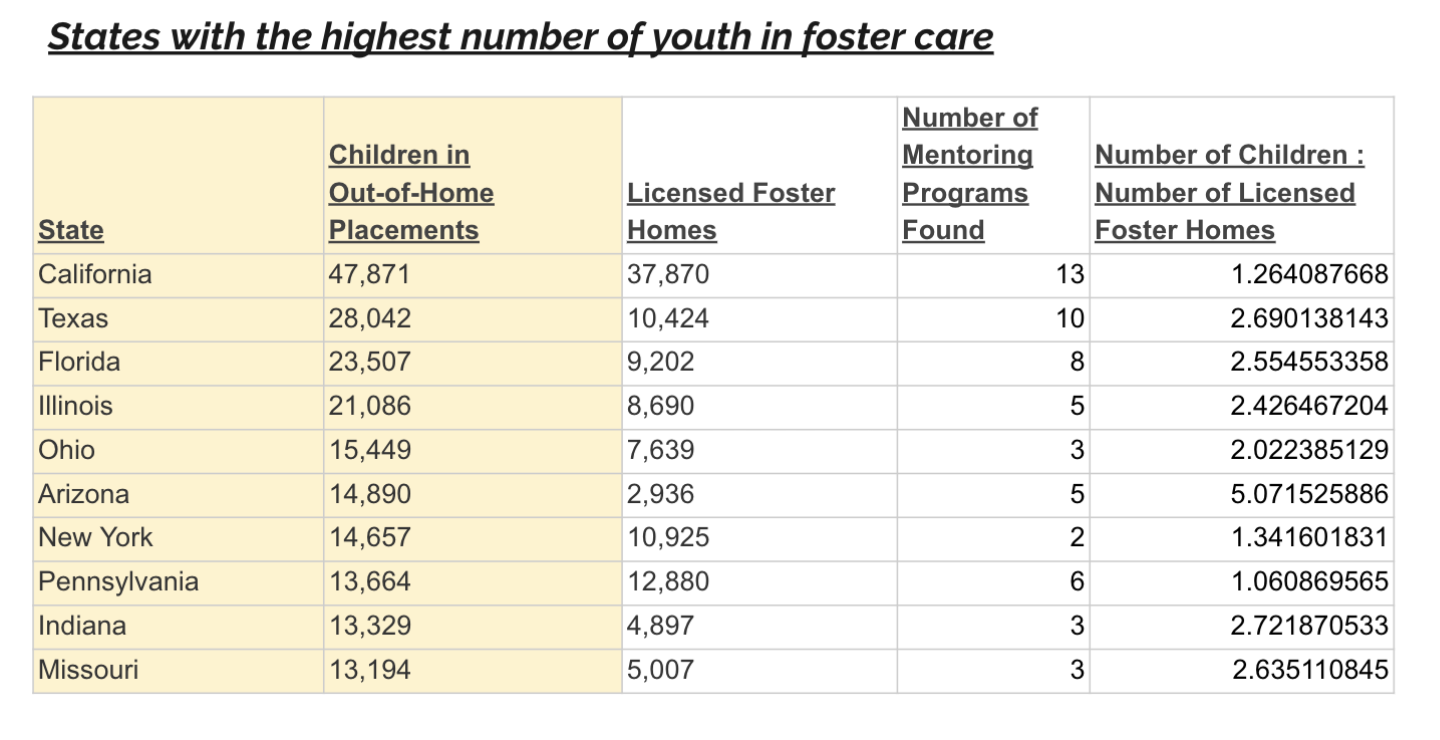 States with the highest number of youth in foster care
State Children in Out-of-Home Placements Licensed Foster Homes Number of Mentoring Programs Found Number of Children : Number of Licensed Foster Homes
California 47,871 37,870 13 1.264087668
Texas 28,042 10,424 10 2.690138143
Florida 23,507 9,202 8 2.554553358
Illinois 21,086 8,690 5 2.426467204
Ohio 15,449 7,639 3 2.022385129
Arizona 14,890 2,936 5 5.071525886
New York 14,657 10,925 2 1.341601831
Pennsylvania 13,664 12,880 6 1.060869565
Indiana 13,329 4,897 3 2.721870533
Missouri 13,194 5,007 3 2.635110845